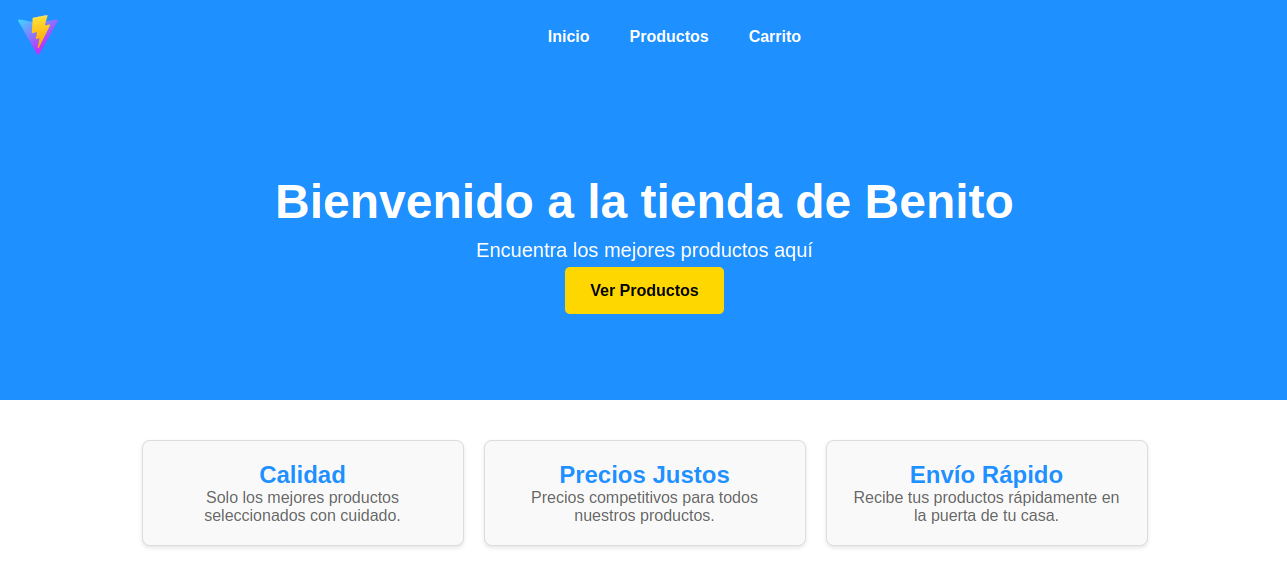 Inicio Productos Carrito
Bienvenido a la tienda de Benito
Encuentra los mejores productos aquí
Ver Productos
Calidad
Solo los mejores productos
seleccionados con cuidado.
Precios Justos
Precios competitivos para todos
nuestros productos.
Envío Rápido
Recibe tus productos rápidamente en
la puerta de tu casa.